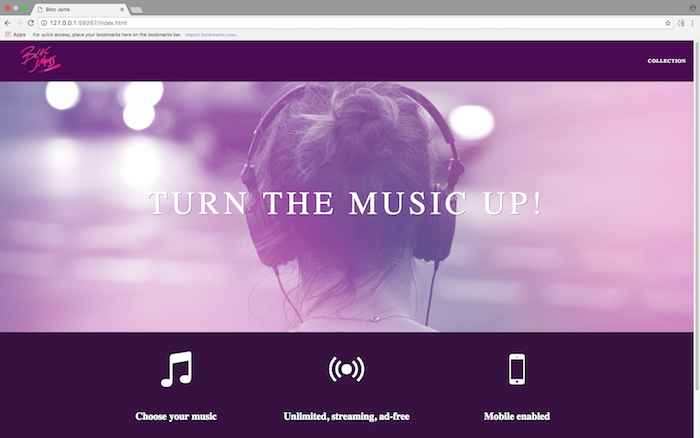 Bloc Jams
127.0.0.1:59267/index.html
Apps For quick access, place your bookmarks here on the bookmarks bar. Import bookmarks now...
Bloc Jams
COLLECTION
TURN THE MUSIC UP!
Choose your music Unlimited, streaming, ad-free Mobile enabled